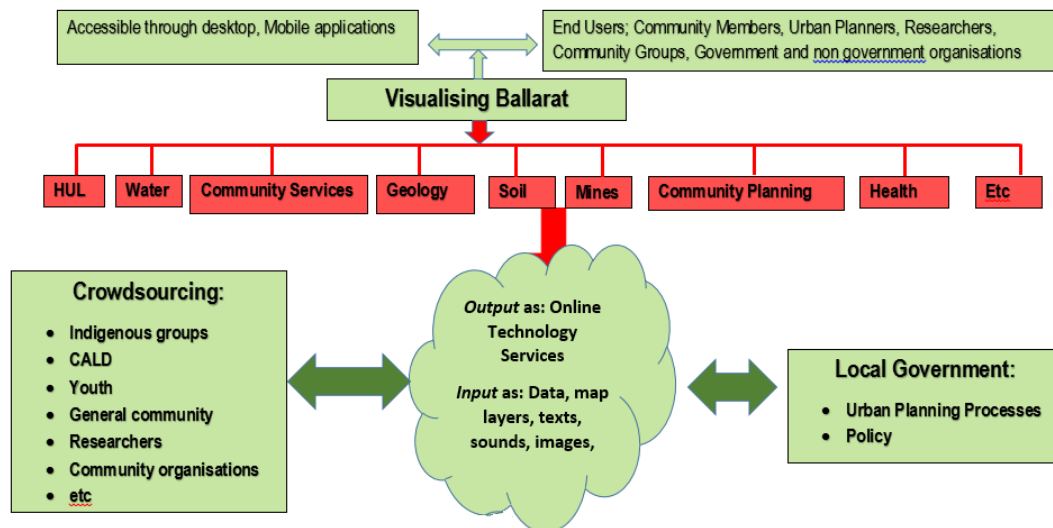 Accessible through desktop, Mobile applications
End Users; Community Members, Urban Planners, Researchers,
Community Groups, Government and non government organisations
Visualising Ballarat
HUL
Water
Community Services
Geology
Soil
Mines
Community Planning
Health
Etc
Crowdsourcing:
• Indigenous groups
• CALD
• Youth
• General community
• Researchers
• Community organisations
• etc
Output as: Online
Technology
Services
Input as: Data, map
layers, texts,
sounds, images,
Local Government:
• Urban Planning Processes
• Policy